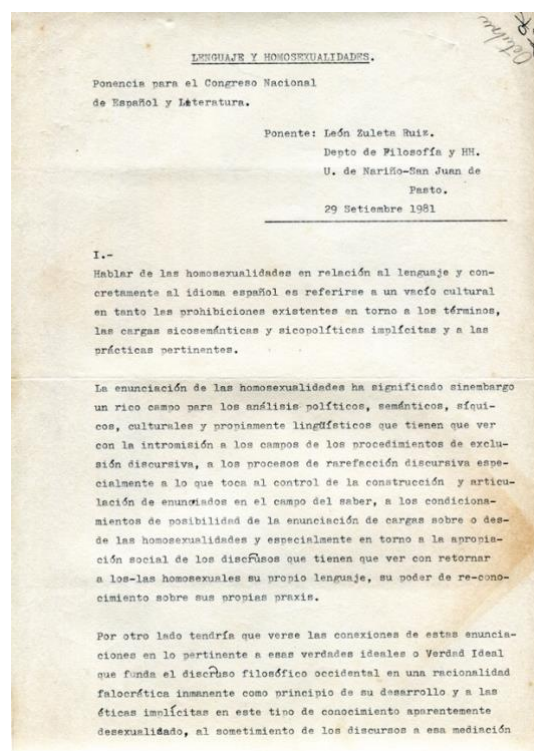 Octubre
LENGUAJE Y HOMOSEXUALIDADES.
Ponencia para el Congreso Nacional
de Español y Literatura.
Ponente: León Zuleta Ruiz.
Depto de Filosofía y HH.
U. de Nariño-San Juan de
Pasto.
29 Setiembre 1981
I.-
Hablar de las homosexualidades en relación al lenguaje y con-
cretamente al idioma español es referirse a un vacío cultural
en tanto las prohibiciones existentes en torno a los términos,
las cargas sicosemánticas y sicopolíticas implícitas y a las
prácticas pertinentes.
La enunciación de las homosexualidades ha significado sinembargo
un rico campo para los análisis políticos, semánticos, síqui-
cos, culturales y propiamente lingüísticos que tienen que ver
con la intromisión a los campos de los procedimientos de exclu-
sión discursiva, a los procesos de rarefacción discursiva espe-
cialmente a lo que toca al control de la construcción y articu-
lación de enunciados en el campo del saber, a los condiciona-
mientos de posibilidad de la enunciación de cargas sobre o des-
de las homosexualidades y especialmente en torno a la apropia-
ción social de los discrusos que tienen que ver con retornar
a los-las homosexuales su propio lenguaje, su poder de re-cono-
cimiento sobre sus propias praxis.
Por otro lado tendría que verse las conexiones de estas enuncia-
ciones en lo pertinente a esas verdades ideales o Verdad Ideal
que funda el discruso filosófico occidental en una racionalidad
falocrética inmanente como principio de su desarrollo y a las
éticas implícitas en este tipo de conocimiento aparentemente
desexualizado, al sometimiento de los discursos a esa mediación